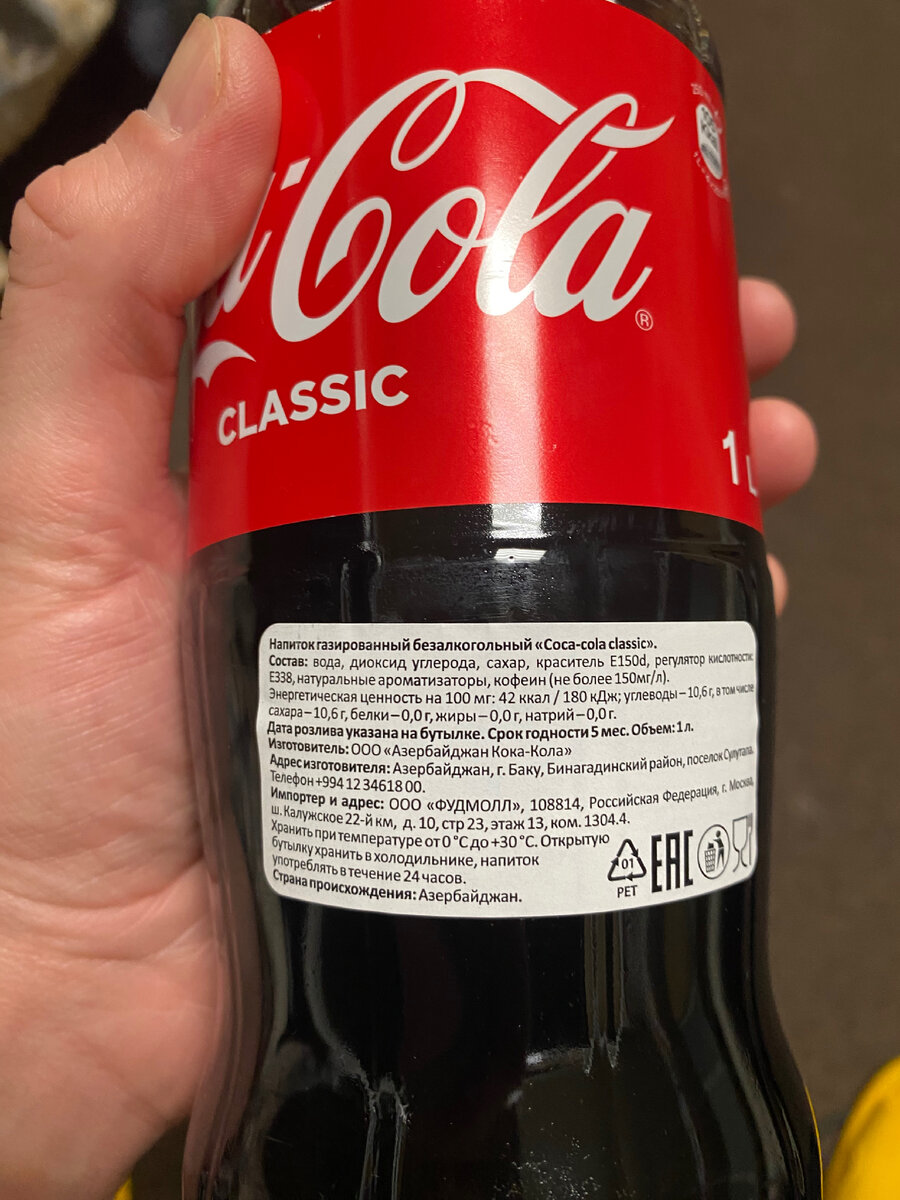 Cola
®
CLASSIC
1 L
Напиток газированный безалкогольный «Coca-cola classic».
Состав: вода, диоксид углерода, сахар, краситель Е150d, регулятор кислотности:
Е338, натуральные ароматизаторы, кофеин (не более 150мг/л).
Энергетическая ценность на 100 мг: 42 ккал / 180 кДж; углеводы – 10,6 г, в том числе
сахара – 10,6 г, белки – 0,0 г, жиры – 0,0 г, натрий – 0,0 г.
Дата розлива указана на бутылке. Срок годности 5 мес. Объем: 1л.
Изготовитель: ООО «Азербайджан Кока-Кола»
Адрес изготовителя: Азербайджан, г. Баку, Бинагадинский район, поселок Сулутапа.
Телефон +994 12 34618 00.
Импортер и адрес: ООО «ФУДМОЛЛ», 108814, Российская Федерация, г. Москва,
ш. Калужское 22-й км, д. 10, стр 23, этаж 13, ком. 1304.4.
Хранить при температуре от 0 °С до +30 °С. Открытую
бутылку хранить в холодильнике, напиток
употреблять в течение 24 часов.
Страна происхождения: Азербайджан.
01
PET
EAC